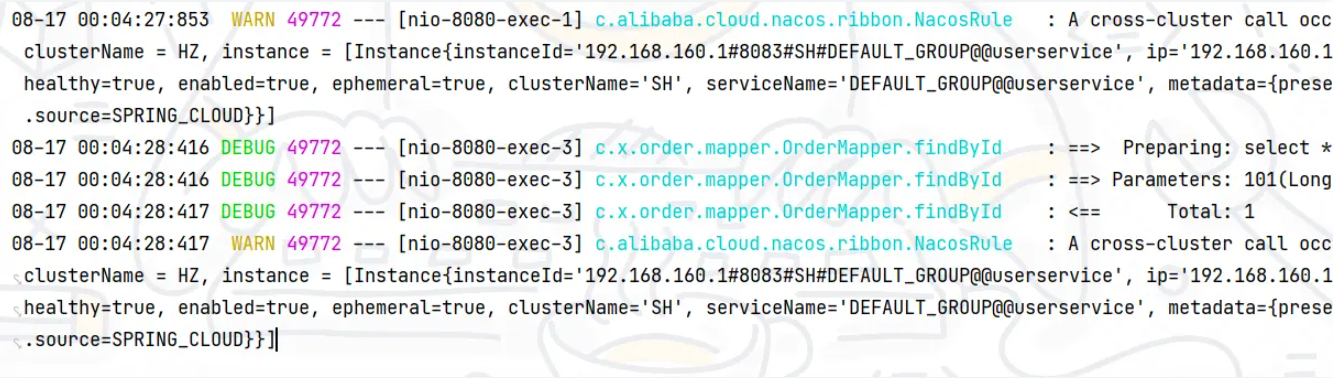 08-17 00:04:27:853  WARN 49772 --- [nio-8080-exec-1] c.alibaba.cloud.nacos.ribbon.NacosRule   : A cross-cluster call occ
clusterName = HZ, instance = [Instance{instanceId='192.168.160.1#8083#SH#DEFAULT_GROUP@@userservice', ip='192.168.160.1
healthy=true, enabled=true, ephemeral=true, clusterName='SH', serviceName='DEFAULT_GROUP@@userservice', metadata={prese
.source=SPRING_CLOUD}}]
08-17 00:04:28:416 DEBUG 49772 --- [nio-8080-exec-3] c.x.order.mapper.OrderMapper.findById    : ==>  Preparing: select *
08-17 00:04:28:416 DEBUG 49772 --- [nio-8080-exec-3] c.x.order.mapper.OrderMapper.findById    : ==> Parameters: 101(Long
08-17 00:04:28:417 DEBUG 49772 --- [nio-8080-exec-3] c.x.order.mapper.OrderMapper.findById    : <==      Total: 1
08-17 00:04:28:417  WARN 49772 --- [nio-8080-exec-3] c.alibaba.cloud.nacos.ribbon.NacosRule   : A cross-cluster call occ
clusterName = HZ, instance = [Instance{instanceId='192.168.160.1#8083#SH#DEFAULT_GROUP@@userservice', ip='192.168.160.1
healthy=true, enabled=true, ephemeral=true, clusterName='SH', serviceName='DEFAULT_GROUP@@userservice', metadata={prese
.source=SPRING_CLOUD}}]